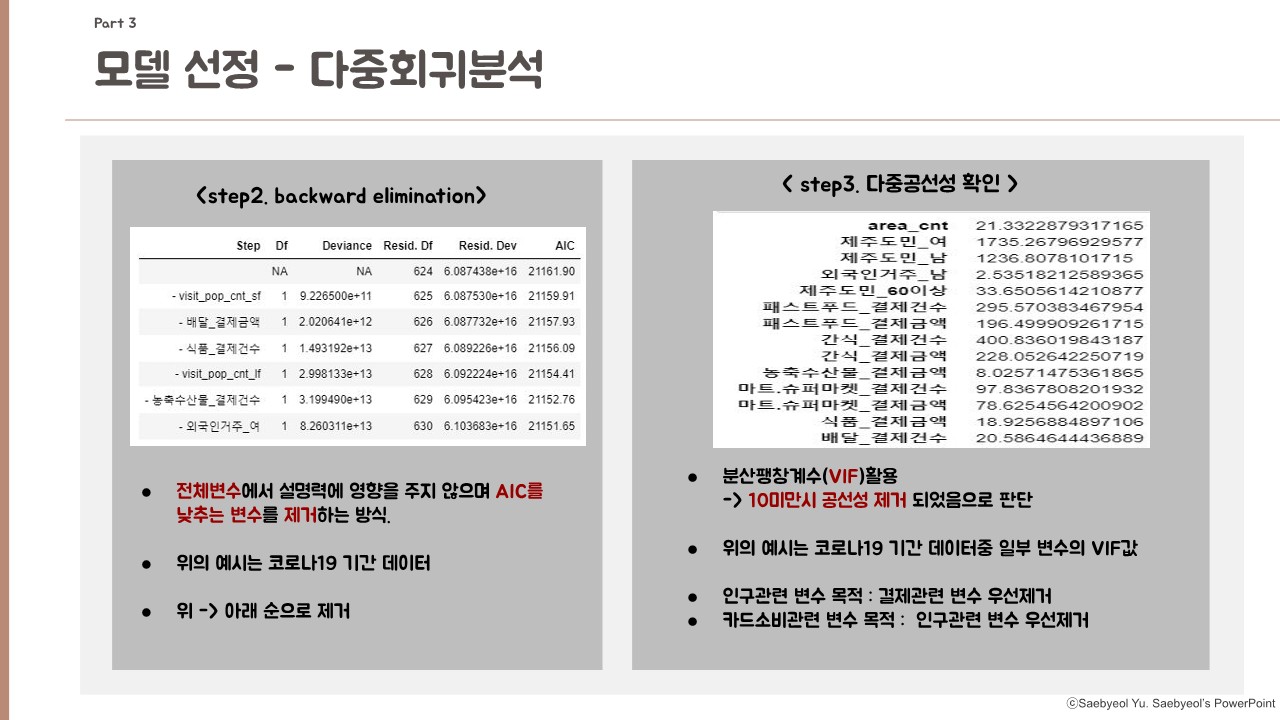 Part 3
모델 선정 - 다중회귀분석
<step2. backward elimination>
Step Df Deviance Resid. Df Resid. Dev AIC
NA NA 624 6.087438e+16 21161.90
- visit_pop_cnt_sf 1 9.226500e+11 625 6.087530e+16 21159.91
- 배달_결제금액 1 2.020641e+12 626 6.087732e+16 21157.93
- 식품_결제건수 1 1.493192e+13 627 6.089226e+16 21156.09
- visit_pop_cnt_lf 1 2.998133e+13 628 6.092224e+16 21154.41
- 농축수산물_결제건수 1 3.199490e+13 629 6.095423e+16 21152.76
- 외국인거주_여 1 8.260311e+13 630 6.103683e+16 21151.65
● 전체변수에서 설명력에 영향을 주지 않으며 AIC를
낮추는 변수를 제거하는 방식.
● 위의 예시는 코로나19 기간 데이터
● 위 -> 아래 순으로 제거
< step3. 다중공선성 확인 >
area_cnt 21.3322879317165
제주도민_여 1735.26796929577
제주도민_남 1236.8078101715
외국인거주_남 2.53518212589365
제주도민_60이상 33.6505614210877
패스트푸드_결제건수 295.570383467954
패스트푸드_결제금액 196.499909261715
간식_결제건수 400.836019843187
간식_결제금액 228.052642250719
농축수산물_결제금액 8.02571475361865
마트.슈퍼마켓_결제건수 97.8367808201932
마트.슈퍼마켓_결제금액 78.6254564200902
식품_결제금액 18.9256884897106
배달_결제건수 20.5864644436889
● 분산팽창계수(VIF)활용
-> 10미만시 공선성 제거 되었음으로 판단
● 위의 예시는 코로나19 기간 데이터중 일부 변수의 VIF값
● 인구관련 변수 목적 : 결제관련 변수 우선제거
● 카드소비관련 변수 목적 : 인구관련 변수 우선제거
ⓒSaebyeol Yu. Saebyeol's PowerPoint